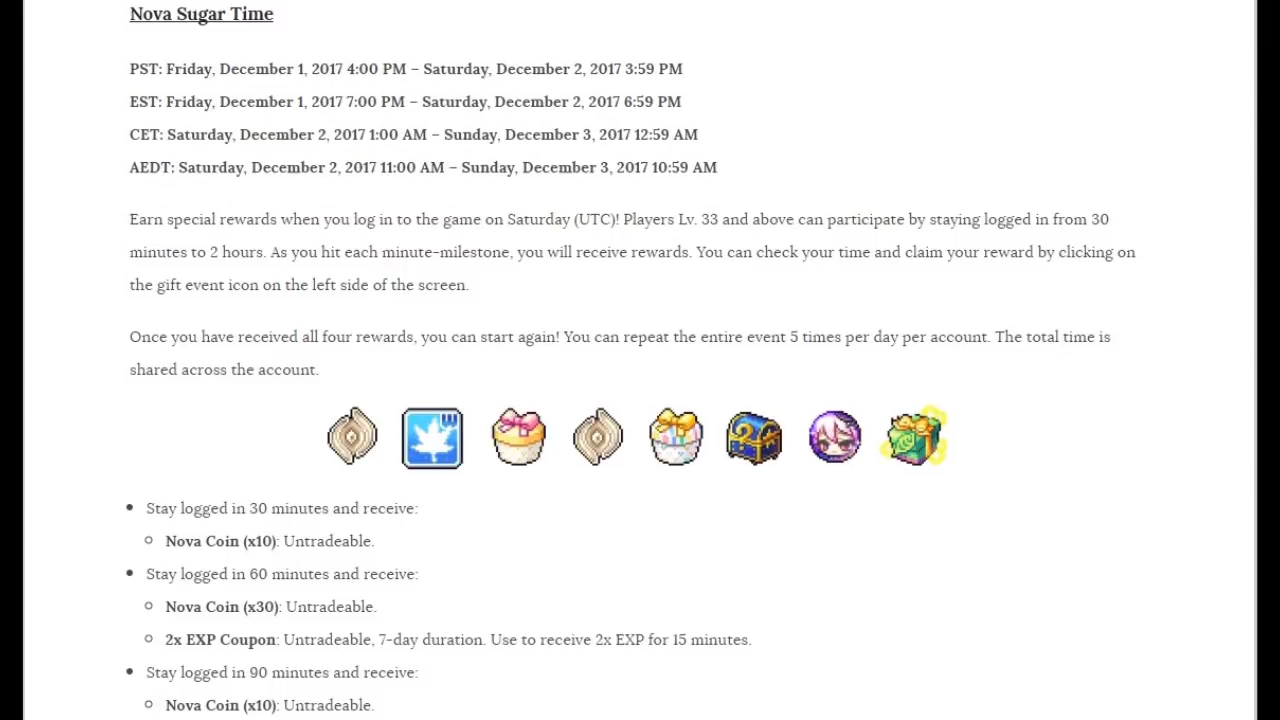 Nova Sugar Time
PST: Friday, December 1, 2017 4:00 PM – Saturday, December 2, 2017 3:59 PM
EST: Friday, December 1, 2017 7:00 PM – Saturday, December 2, 2017 6:59 PM
CET: Saturday, December 2, 2017 1:00 AM – Sunday, December 3, 2017 12:59 AM
AEDT: Saturday, December 2, 2017 11:00 AM – Sunday, December 3, 2017 10:59 AM
Earn special rewards when you log in to the game on Saturday (UTC)! Players Lv. 33 and above can participate by staying logged in from 30
minutes to 2 hours. As you hit each minute-milestone, you will receive rewards. You can check your time and claim your reward by clicking on
the gift event icon on the left side of the screen.
Once you have received all four rewards, you can start again! You can repeat the entire event 5 times per day per account. The total time is
shared across the account.
2
• Stay logged in 30 minutes and receive:
○ Nova Coin (x10): Untradeable.
• Stay logged in 60 minutes and receive:
○ Nova Coin (x30): Untradeable.
○ 2x EXP Coupon: Untradeable, 7-day duration. Use to receive 2x EXP for 15 minutes.
• Stay logged in 90 minutes and receive:
○ Nova Coin (x10): Untradeable.